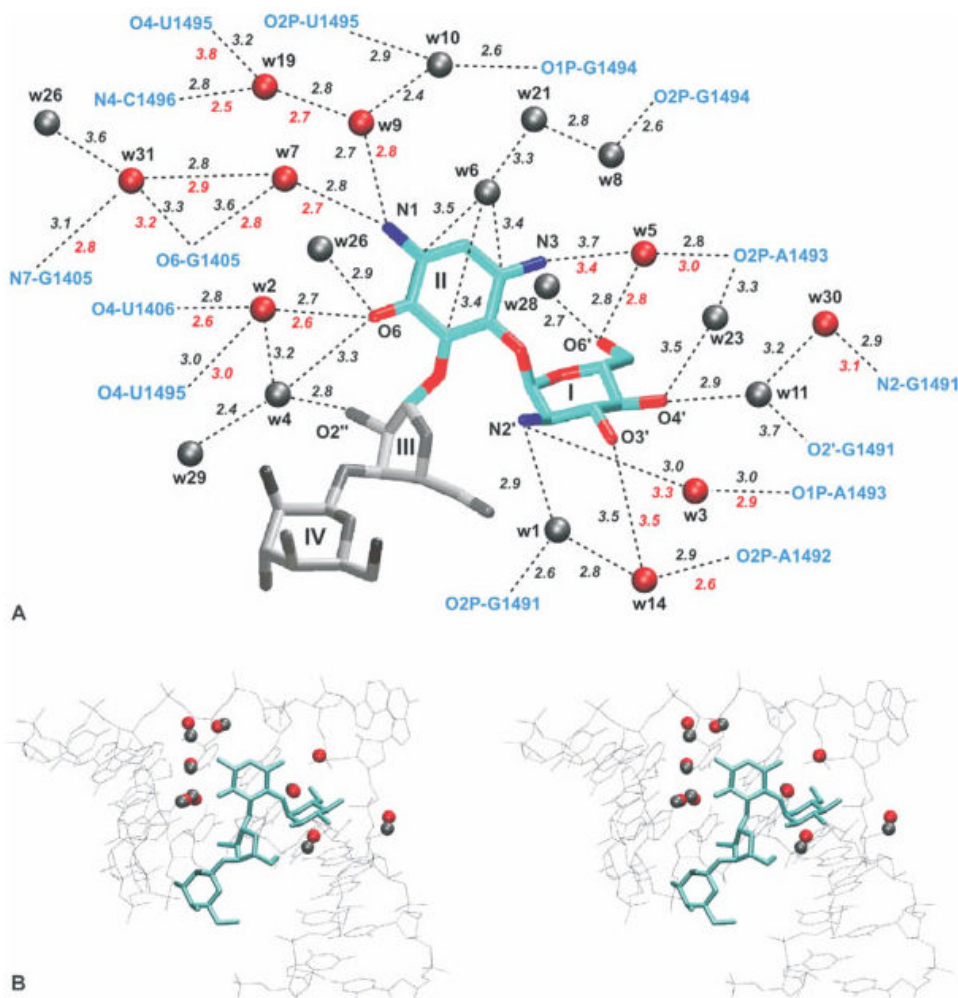 O4-U1495 O2P-U1495
3.2 w10 2.6
3.8 w19 2.9 O1P-G1494
w26 2.8 2.8 2.4 w21 O2P-G1494
N4-C1496 2.5 2.7 w9 2.8 2.6
w31 2.7 2.8 w6 3.3 w8
3.6 2.8 w7
2.9 2.8 3.5 3.4
3.1 3.3 3.6 2.7 N1 N3 w5
2.8 3.2 2.8 3.7 2.8 O2P-A1493
N7-G1405 O6-G1405 w26 II 3.4 3.0
2.9 w28 3.3 w30
O4-U1406 2.8 w2 2.7 3.4 2.8 2.8
2.6 2.6 O6 2.7 w23 2.9
O6' 3.5 3.2 3.1
3.0 3.2 3.3 I 2.9 N2-G1491
O4-U1495 3.0 2.8 O4' w11
2.4 w4 O2'' N2' O3' 3.7 O2'-G1491
w29 III 3.0 3.0
2.9 3.3 w3 2.9 O1P-A1493
IV w1 3.5 3.5
2.9 O2P-A1492
2.6 2.8 2.6
A O2P-G1491 w14
B